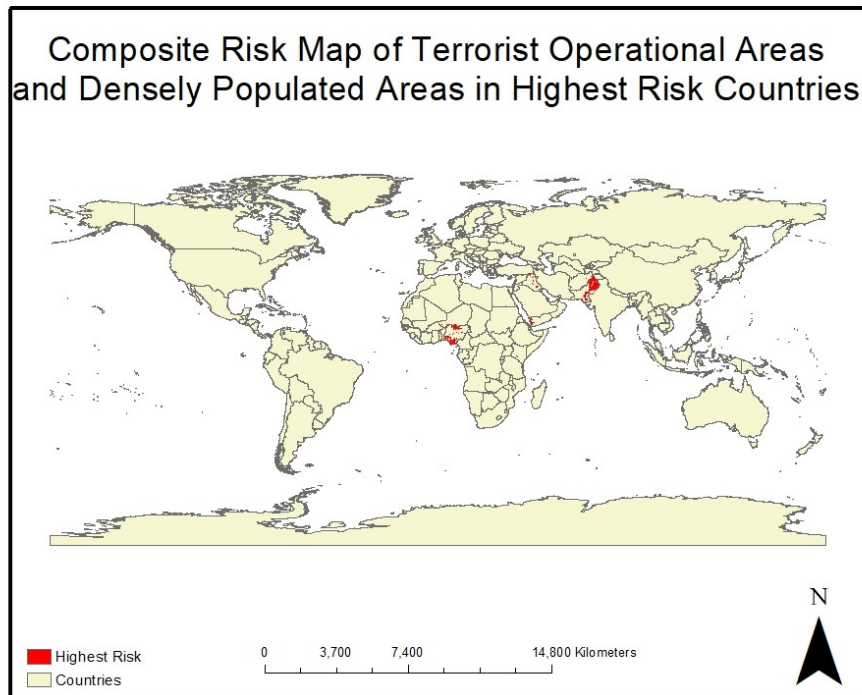 Composite Risk Map of Terrorist Operational Areas
and Densely Populated Areas in Highest Risk Countries
N
Highest Risk
Countries
0 3,700 7,400 14,800 Kilometers